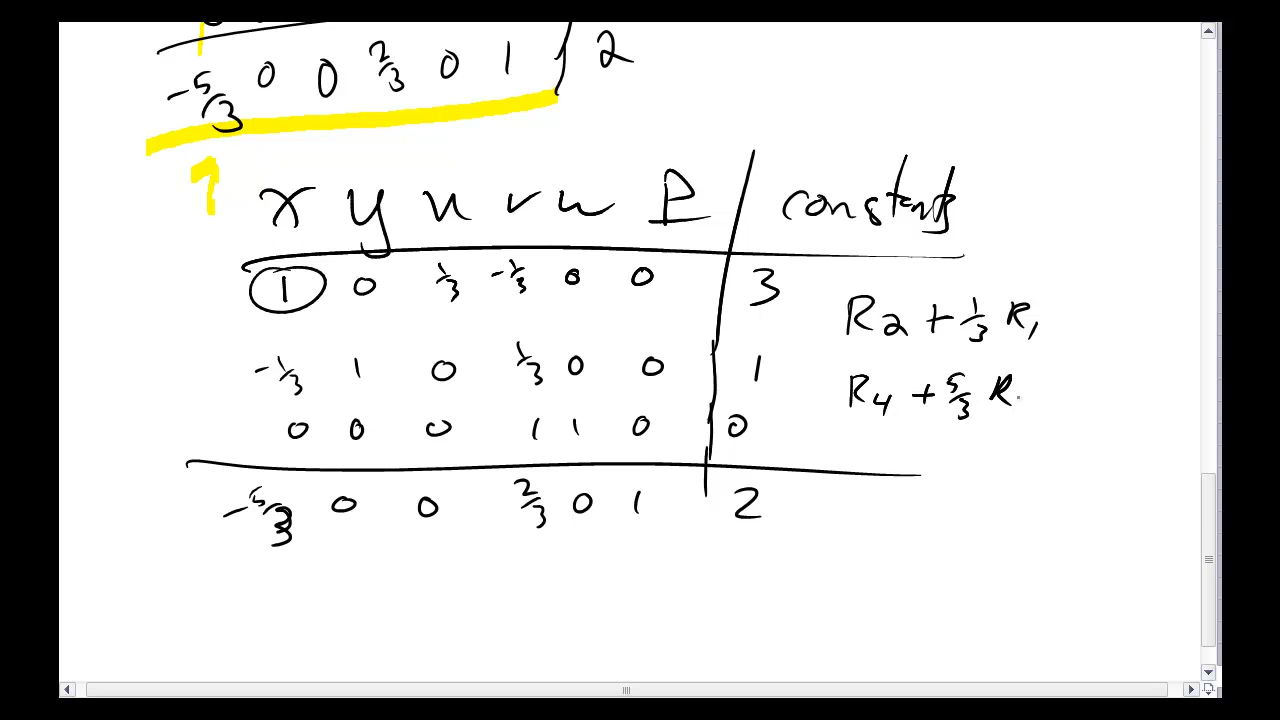 -5/3 0 0 2/3 0 1 2
x y u v w P constants
1 0 1/3 -1/3 0 0 3
R2 + 1/3 R1
-1/3 1 0 1/3 0 0 1
R4 + 5/3 R
0 0 0 1 1 0 0
-5/3 0 0 2/3 0 1 2